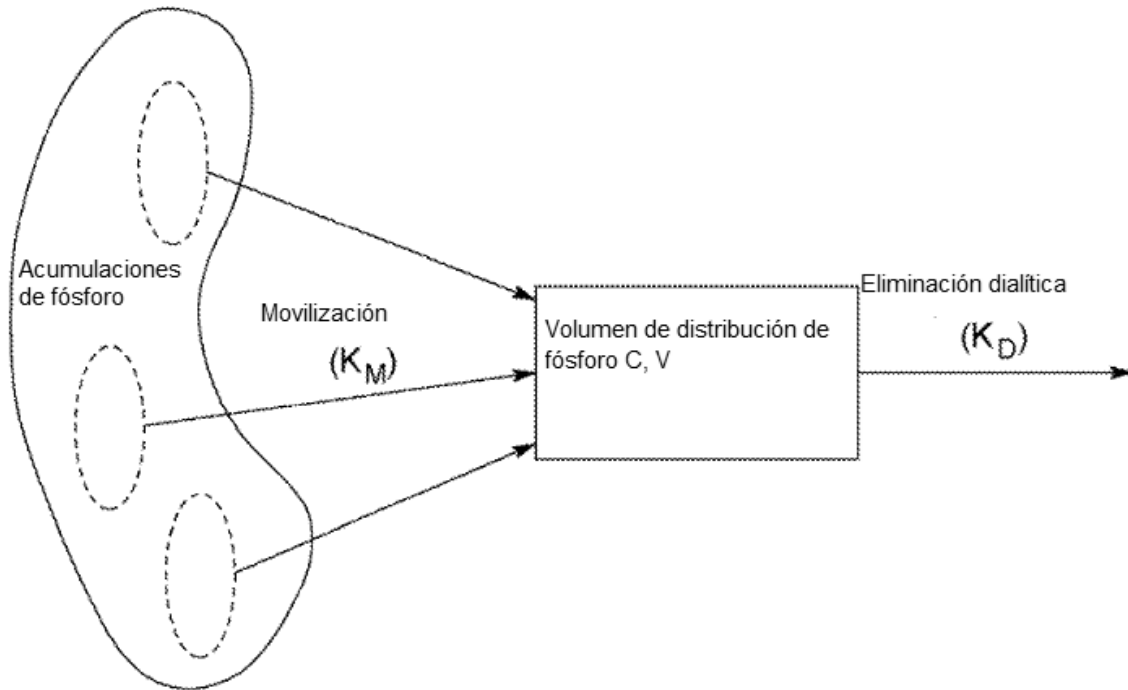 Acumulaciones
de fósforo
Movilización
(K_M)
Volumen de distribución de
fósforo C, V
Eliminación dialítica
(K_D)